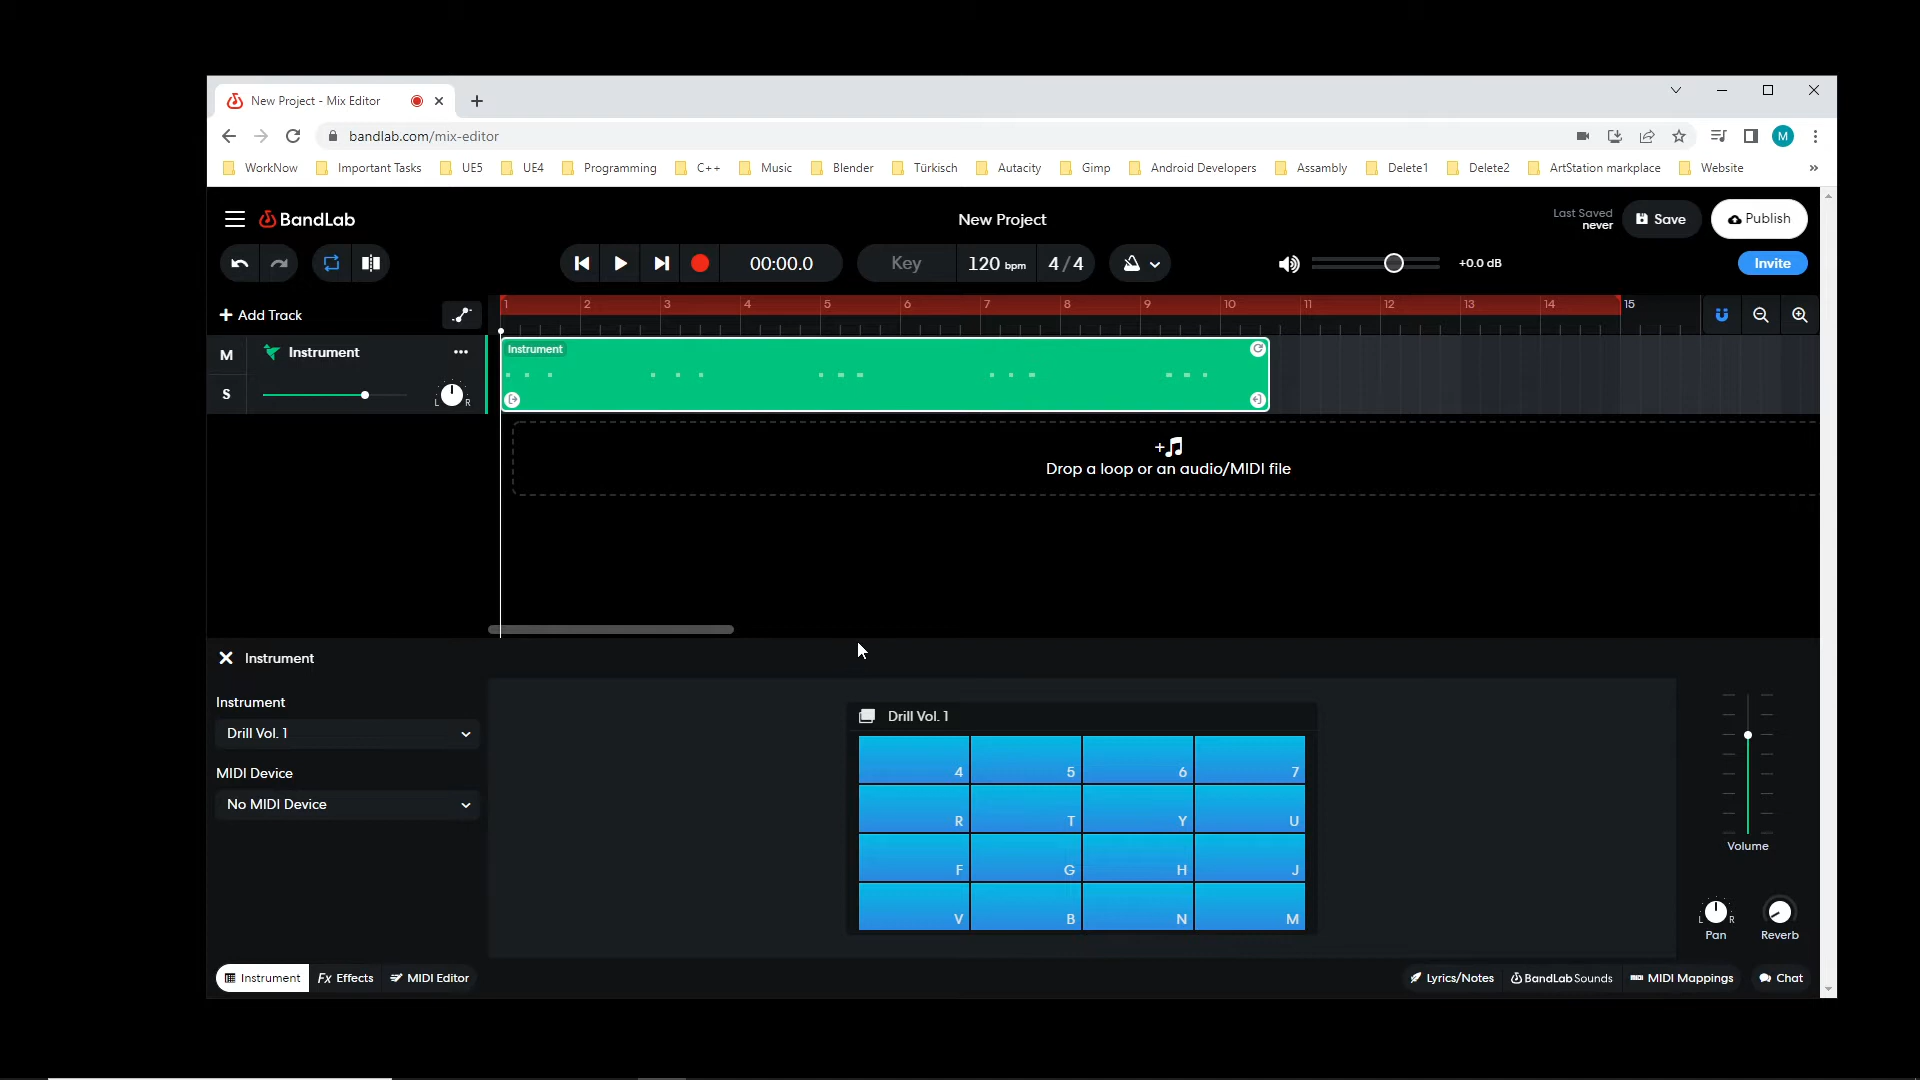 New Project - Mix Editor
bandlab.com/mix-editor
M
WorkNow Important Tasks UE5 UE4 Programming C++ Music Blender Türkisch Autacity Gimp Android Developers Assambly Delete1 Delete2 ArtStation markplace Website »
BandLab
New Project
Last Saved
never
Save
Publish
00:00.0
Key
120 bpm
4/4
+0.0 dB
Invite
+ Add Track
1 2 3 4 5 6 7 8 9 10 11 12 13 14 15
M
Instrument
S
L R
Instrument
Drop a loop or an audio/MIDI file
Instrument
Instrument
Drill Vol. 1
MIDI Device
No MIDI Device
Drill Vol. 1
4 5 6 7
R T Y U
F G H J
V B N M
Volume
L R
Pan
Reverb
Instrument
Fx Effects
MIDI Editor
Lyrics/Notes
BandLab Sounds
MIDI Mappings
Chat